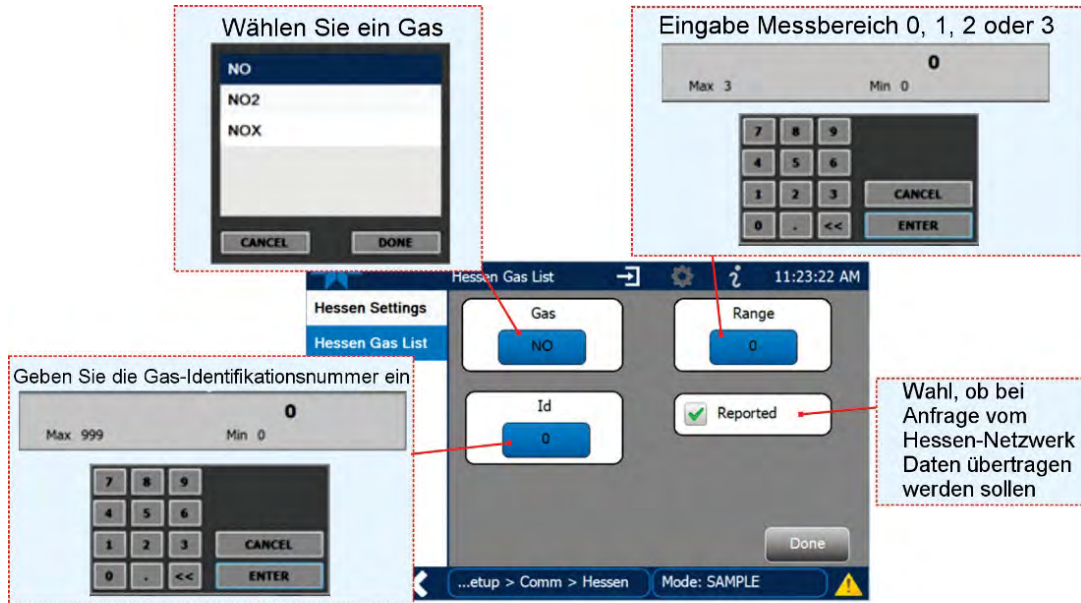 Wählen Sie ein Gas
NO
NO2
NOX
CANCEL DONE
Eingabe Messbereich 0, 1, 2 oder 3
0
Max 3 Min 0
7 8 9
4 5 6
1 2 3 CANCEL
0 . << ENTER
Hessen Gas List 11:23:22 AM
Hessen Settings
Hessen Gas List
Gas
NO
Range
0
Id
0
Reported
Done
...etup > Comm > Hessen Mode: SAMPLE
Geben Sie die Gas-Identifikationsnummer ein
0
Max 999 Min 0
7 8 9
4 5 6
1 2 3 CANCEL
0 . << ENTER
Wahl, ob bei
Anfrage vom
Hessen-Netzwerk
Daten übertragen
werden sollen